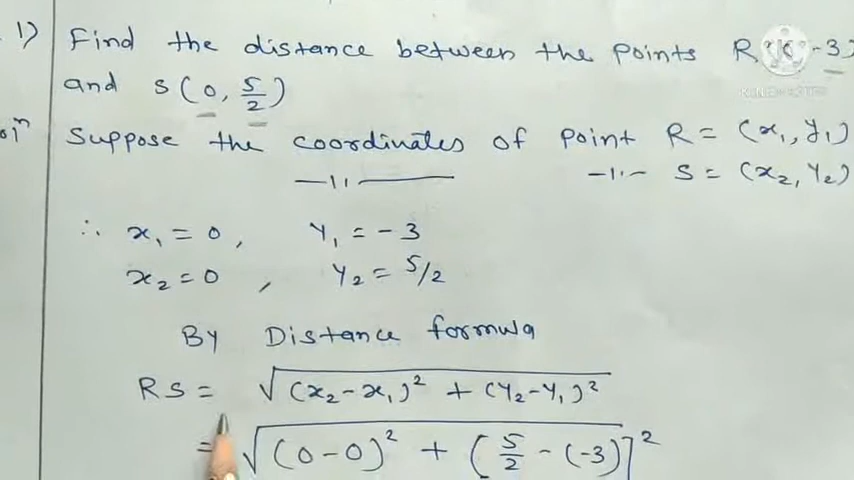 1) Find the distance between the points R -3)
and S(0, 5/2)
Suppose the coordinates of point R = (x₁, y₁)
—11— —11— S = (x₂, y₂)
∴ x₁ = 0, y₁ = -3
x₂ = 0, y₂ = 5/2
By Distance formula
RS = √(x₂-x₁)² + (y₂-y₁)²
= √(0-0)² + (5/2 - (-3)]²